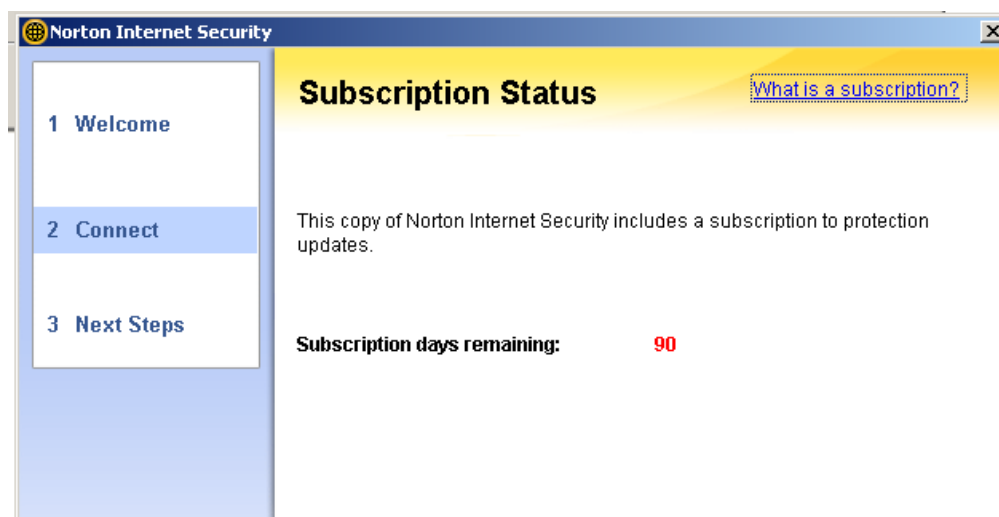 Norton Internet Security
1 Welcome
2 Connect
3 Next Steps
Subscription Status
What is a subscription?
This copy of Norton Internet Security includes a subscription to protection
updates.
Subscription days remaining: 90